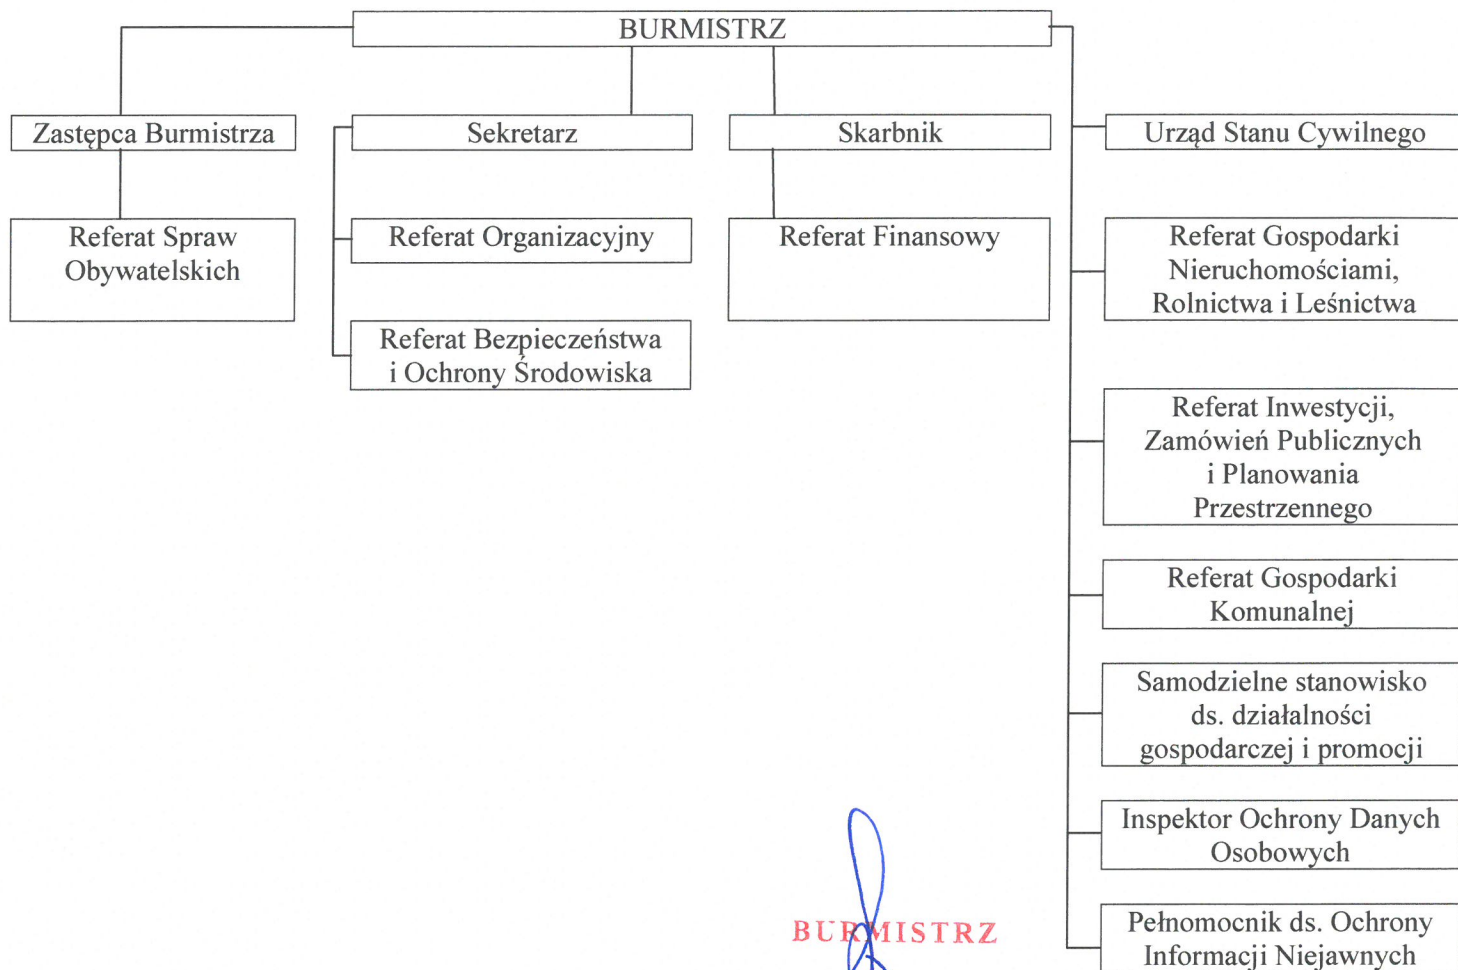 BURMISTRZ
Zastępca Burmistrza
Sekretarz
Skarbnik
Urząd Stanu Cywilnego
Referat Spraw
Obywatelskich
Referat Organizacyjny
Referat Finansowy
Referat Gospodarki
Nieruchomościami,
Rolnictwa i Leśnictwa
Referat Bezpieczeństwa
i Ochrony Środowiska
Referat Inwestycji,
Zamówień Publicznych
i Planowania
Przestrzennego
Referat Gospodarki
Komunalnej
Samodzielne stanowisko
ds. działalności
gospodarczej i promocji
Inspektor Ochrony Danych
Osobowych
Pełnomocnik ds. Ochrony
Informacji Niejawnych
BURMISTRZ